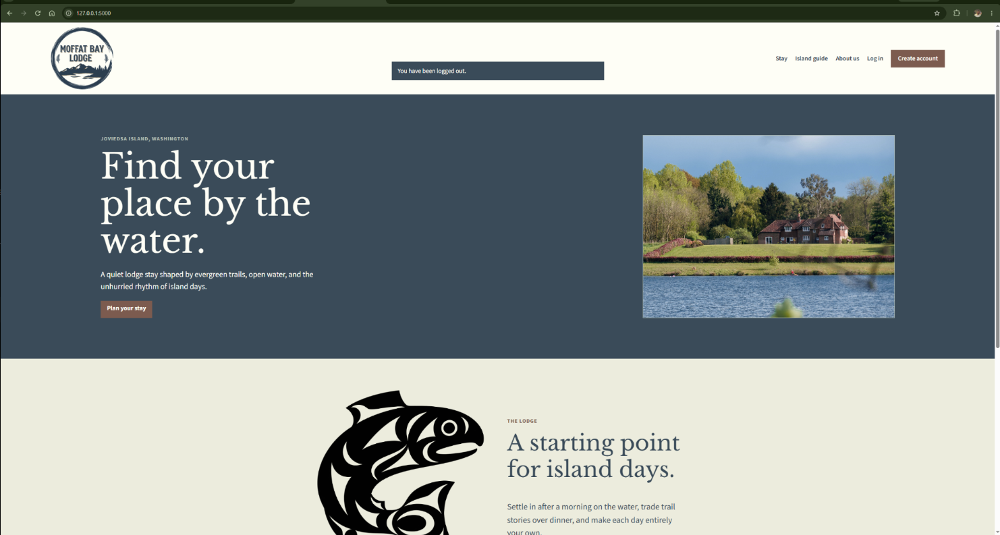 127.0.0.1:5000
MOFFAT BAY
LODGE
You have been logged out.
Stay Island guide About us Log in Create account
JOVIEDSA ISLAND, WASHINGTON
Find your
place by the
water.
A quiet lodge stay shaped by evergreen trails, open water, and the
unhurried rhythm of island days.
Plan your stay
THE LODGE
A starting point
for island days.
Settle in after a morning on the water, trade trail
stories over dinner, and make each day entirely
your own.